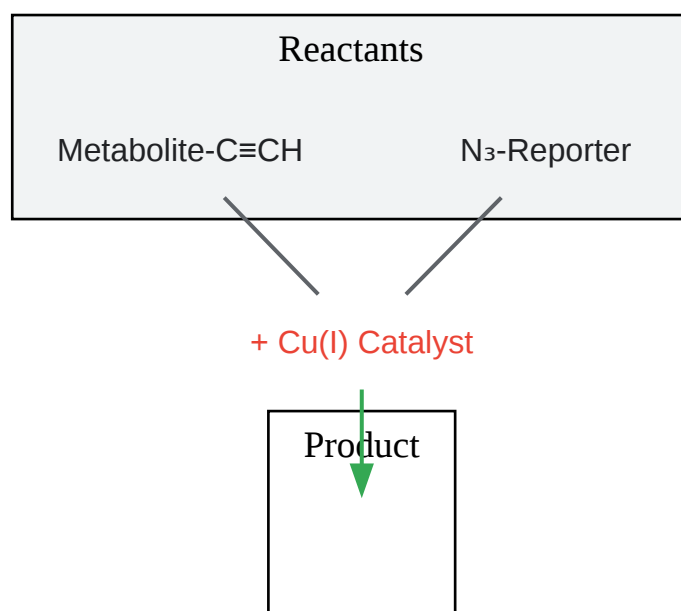 Reactants
Metabolite-C≡CH
N₃-Reporter
+ Cu(I) Catalyst
Product